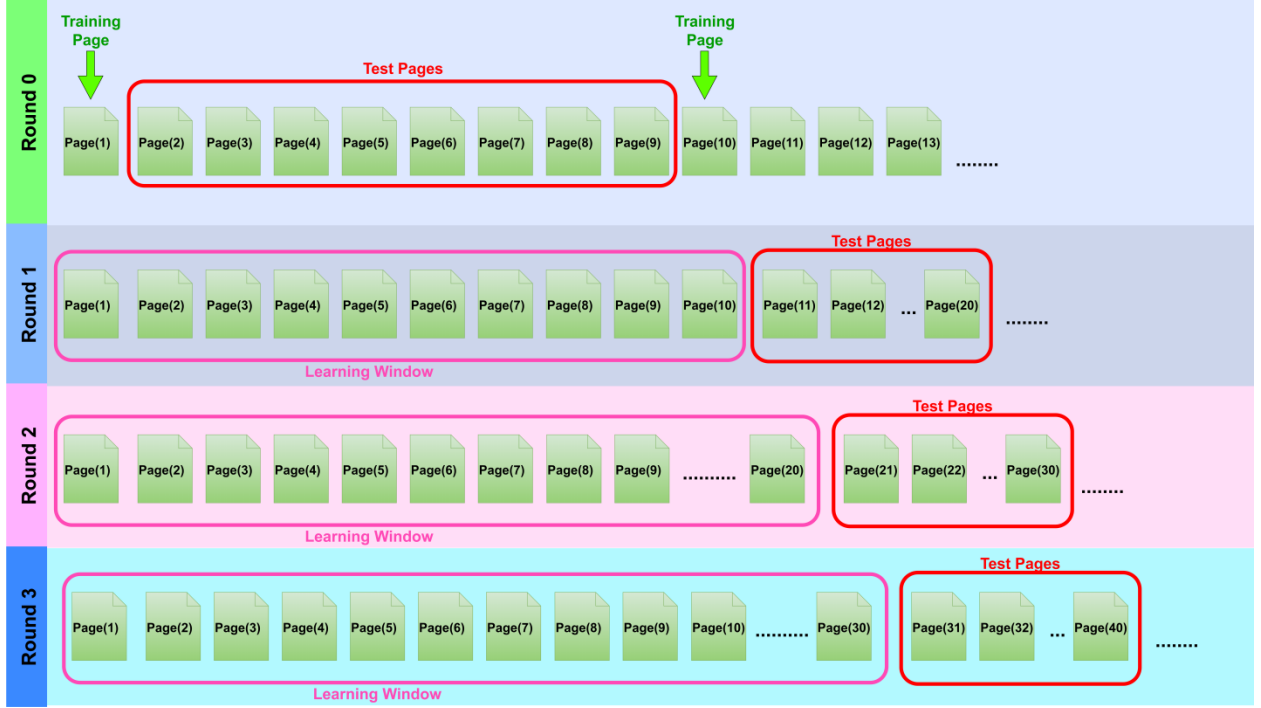 Round 0
Training
Page
Training
Page
Test Pages
Page(1) Page(2) Page(3) Page(4) Page(5) Page(6) Page(7) Page(8) Page(9) Page(10) Page(11) Page(12) Page(13) ........
Round 1
Test Pages
Page(1) Page(2) Page(3) Page(4) Page(5) Page(6) Page(7) Page(8) Page(9) Page(10) Page(11) Page(12) ... Page(20) ........
Learning Window
Round 2
Test Pages
Page(1) Page(2) Page(3) Page(4) Page(5) Page(6) Page(7) Page(8) Page(9) .......... Page(20) Page(21) Page(22) ... Page(30) ........
Learning Window
Round 3
Test Pages
Page(1) Page(2) Page(3) Page(4) Page(5) Page(6) Page(7) Page(8) Page(9) Page(10) .......... Page(30) Page(31) Page(32) ... Page(40) ........
Learning Window